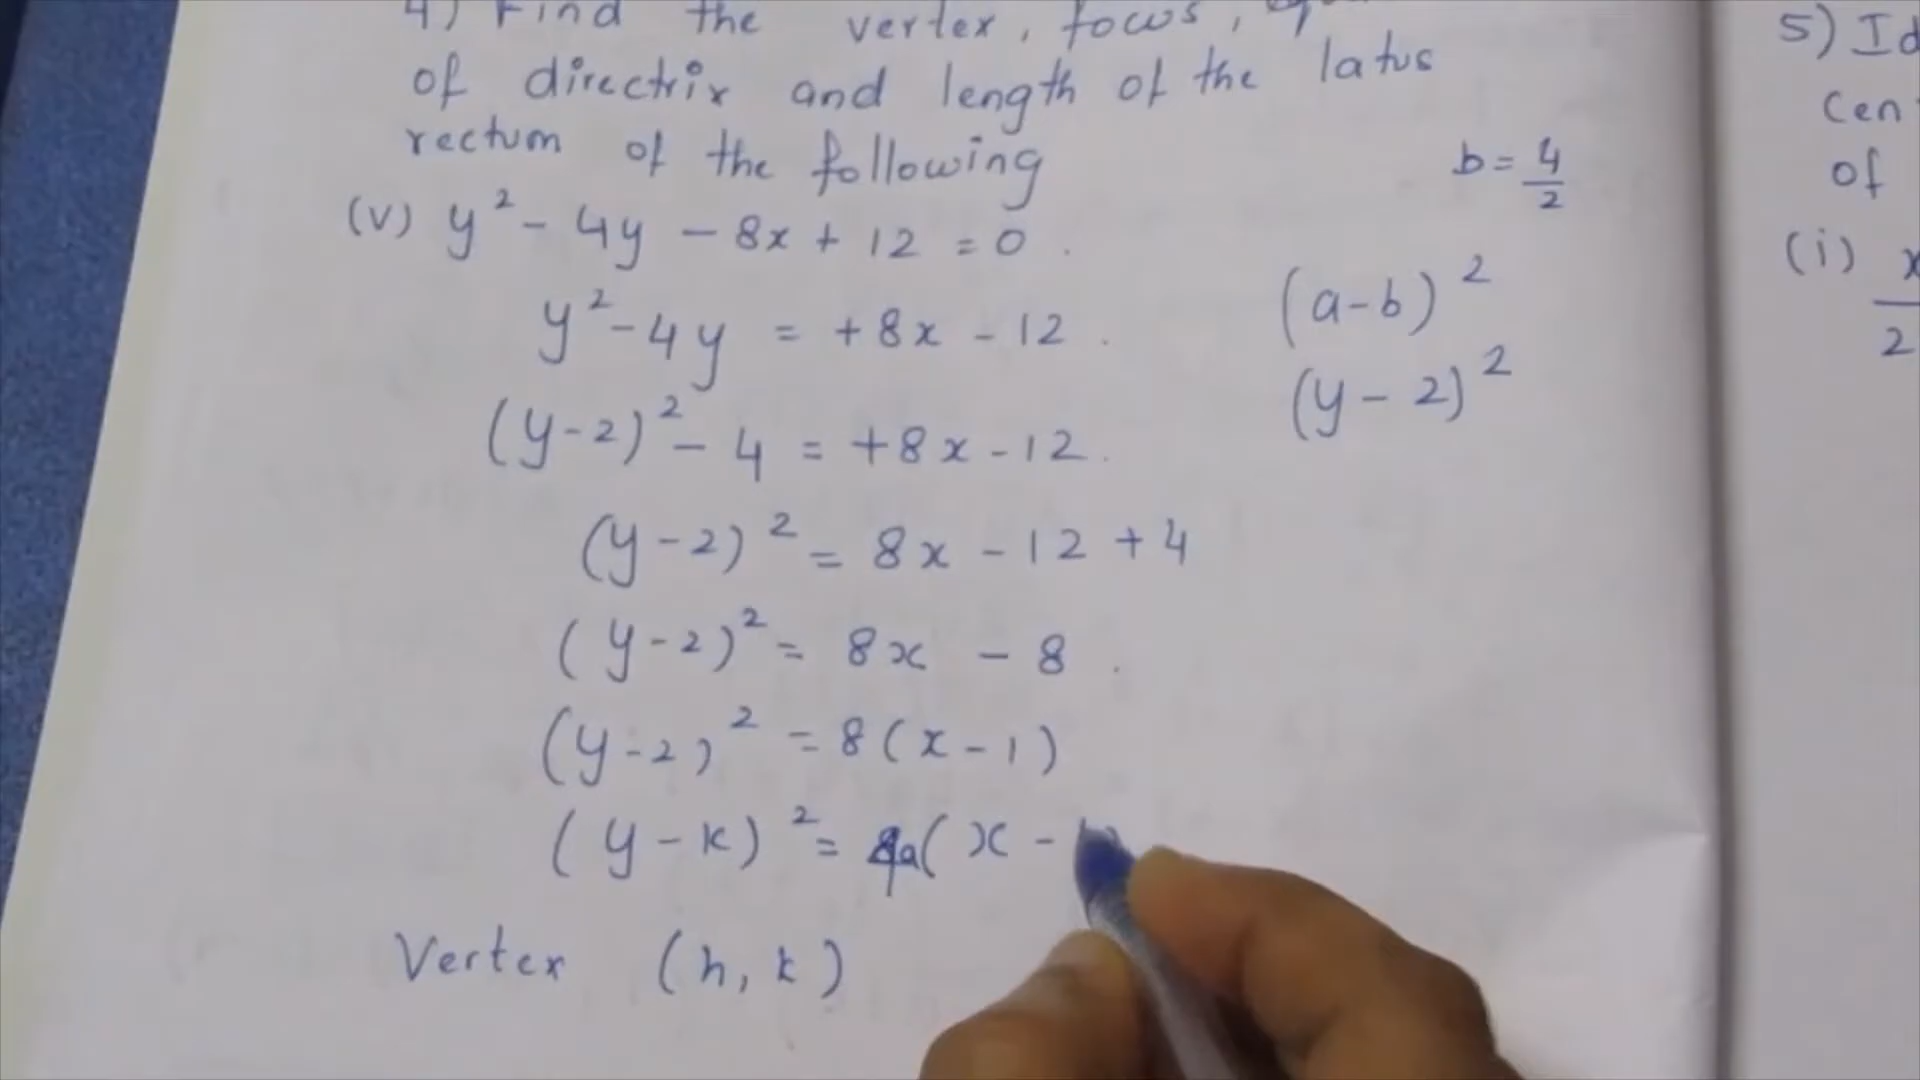 4) Find the vertex, focus,
of directrix and length of the latus
rectum of the following
(v) y² - 4y - 8x + 12 = 0.
y² - 4y = +8x - 12.
(y-2)² - 4 = +8x - 12.
(y-2)² = 8x - 12 + 4
(y-2)² = 8x - 8.
(y-2)² = 8(x-1)
(y-k)² = 4a(x -
Vertex (h, k)
b = 4/2
(a-b)²
(y-2)²
5) Id
Cen
of
(i) x
2